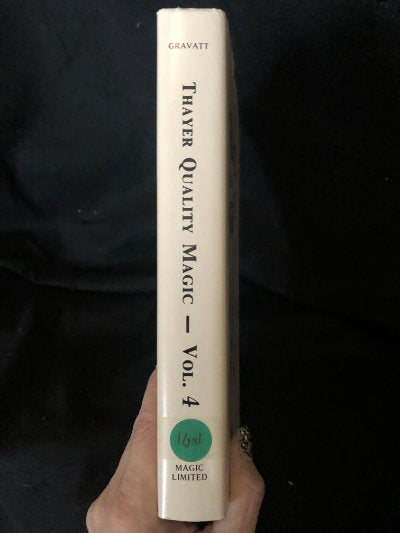 GRAVATT
THAYER QUALITY MAGIC — VOL. 4
MAGIC
LIMITED